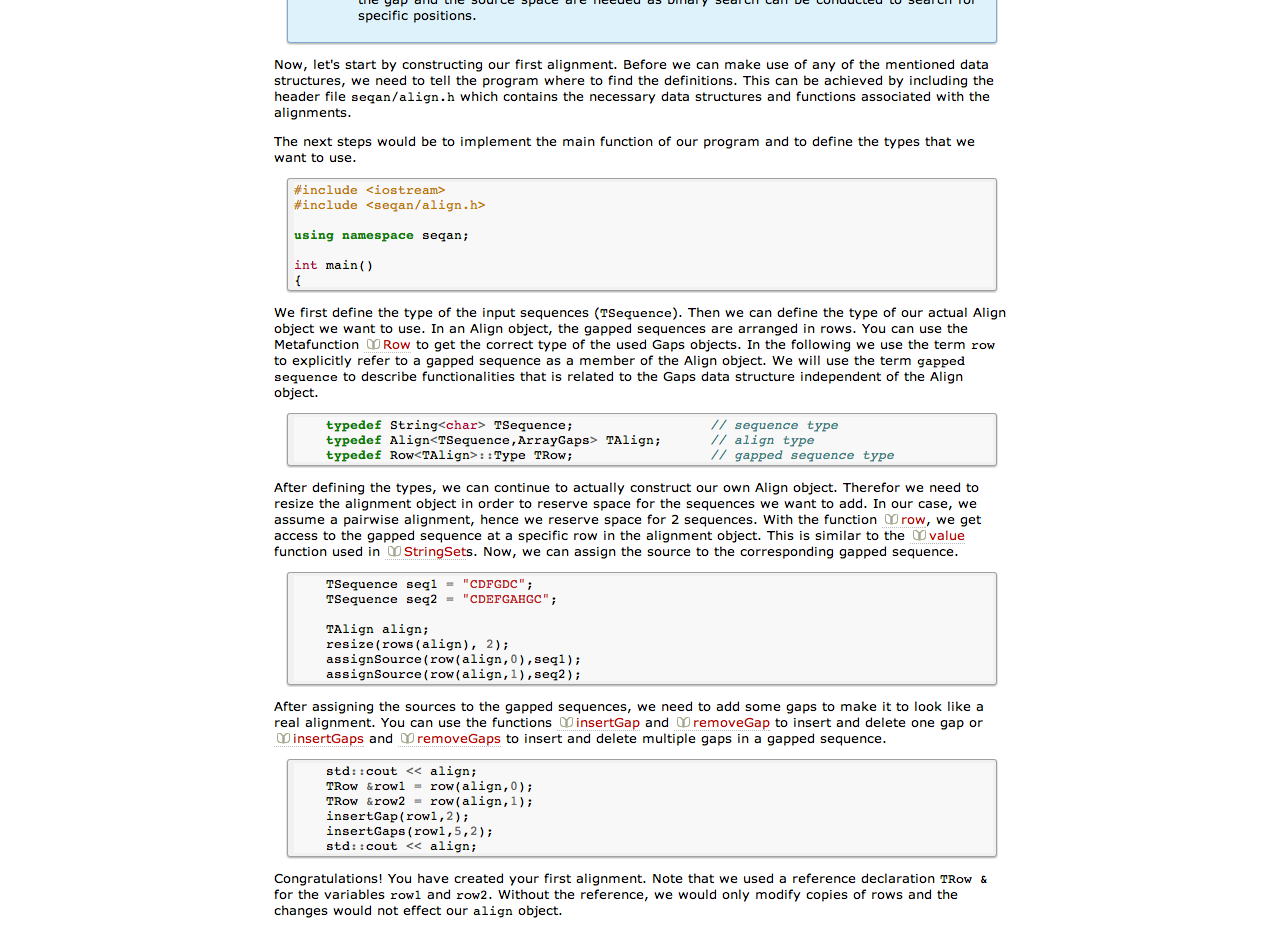 the gap and the source space are needed as binary search can be conducted to search for
specific positions.
Now, let's start by constructing our first alignment. Before we can make use of any of the mentioned data
structures, we need to tell the program where to find the definitions. This can be achieved by including the
header file seqan/align.h which contains the necessary data structures and functions associated with the
alignments.
The next steps would be to implement the main function of our program and to define the types that we
want to use.
#include <iostream>
#include <seqan/align.h>
using namespace seqan;
int main()
{
We first define the type of the input sequences (TSequence). Then we can define the type of our actual Align
object we want to use. In an Align object, the gapped sequences are arranged in rows. You can use the
Metafunction Row to get the correct type of the used Gaps objects. In the following we use the term row
to explicitly refer to a gapped sequence as a member of the Align object. We will use the term gapped
sequence to describe functionalities that is related to the Gaps data structure independent of the Align
object.
typedef String<char> TSequence; // sequence type
typedef Align<TSequence,ArrayGaps> TAlign; // align type
typedef Row<TAlign>::Type TRow; // gapped sequence type
After defining the types, we can continue to actually construct our own Align object. Therefor we need to
resize the alignment object in order to reserve space for the sequences we want to add. In our case, we
assume a pairwise alignment, hence we reserve space for 2 sequences. With the function row, we get
access to the gapped sequence at a specific row in the alignment object. This is similar to the value
function used in StringSets. Now, we can assign the source to the corresponding gapped sequence.
TSequence seq1 = "CDFGDC";
TSequence seq2 = "CDEFGAHGC";
TAlign align;
resize(rows(align), 2);
assignSource(row(align,0),seq1);
assignSource(row(align,1),seq2);
After assigning the sources to the gapped sequences, we need to add some gaps to make it to look like a
real alignment. You can use the functions insertGap and removeGap to insert and delete one gap or
insertGaps and removeGaps to insert and delete multiple gaps in a gapped sequence.
std::cout << align;
TRow &row1 = row(align,0);
TRow &row2 = row(align,1);
insertGap(row1,2);
insertGaps(row1,5,2);
std::cout << align;
Congratulations! You have created your first alignment. Note that we used a reference declaration TRow &
for the variables row1 and row2. Without the reference, we would only modify copies of rows and the
changes would not effect our align object.